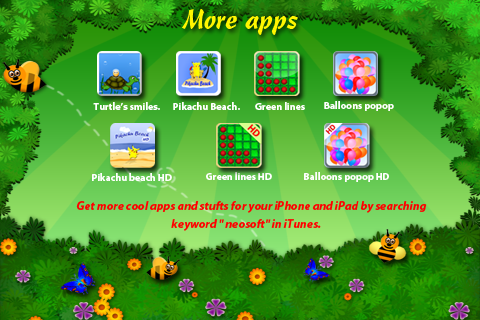 More apps
Pikachu Beach
Turtle's smiles. Pikachu Beach. Green lines Balloons popop
Pikachu Beach HD HD HD
Pikachu beach HD Green lines HD Balloons popop HD
Get more cool apps and stufts for your iPhone and iPad by searching
keyword "neosoft" in iTunes.